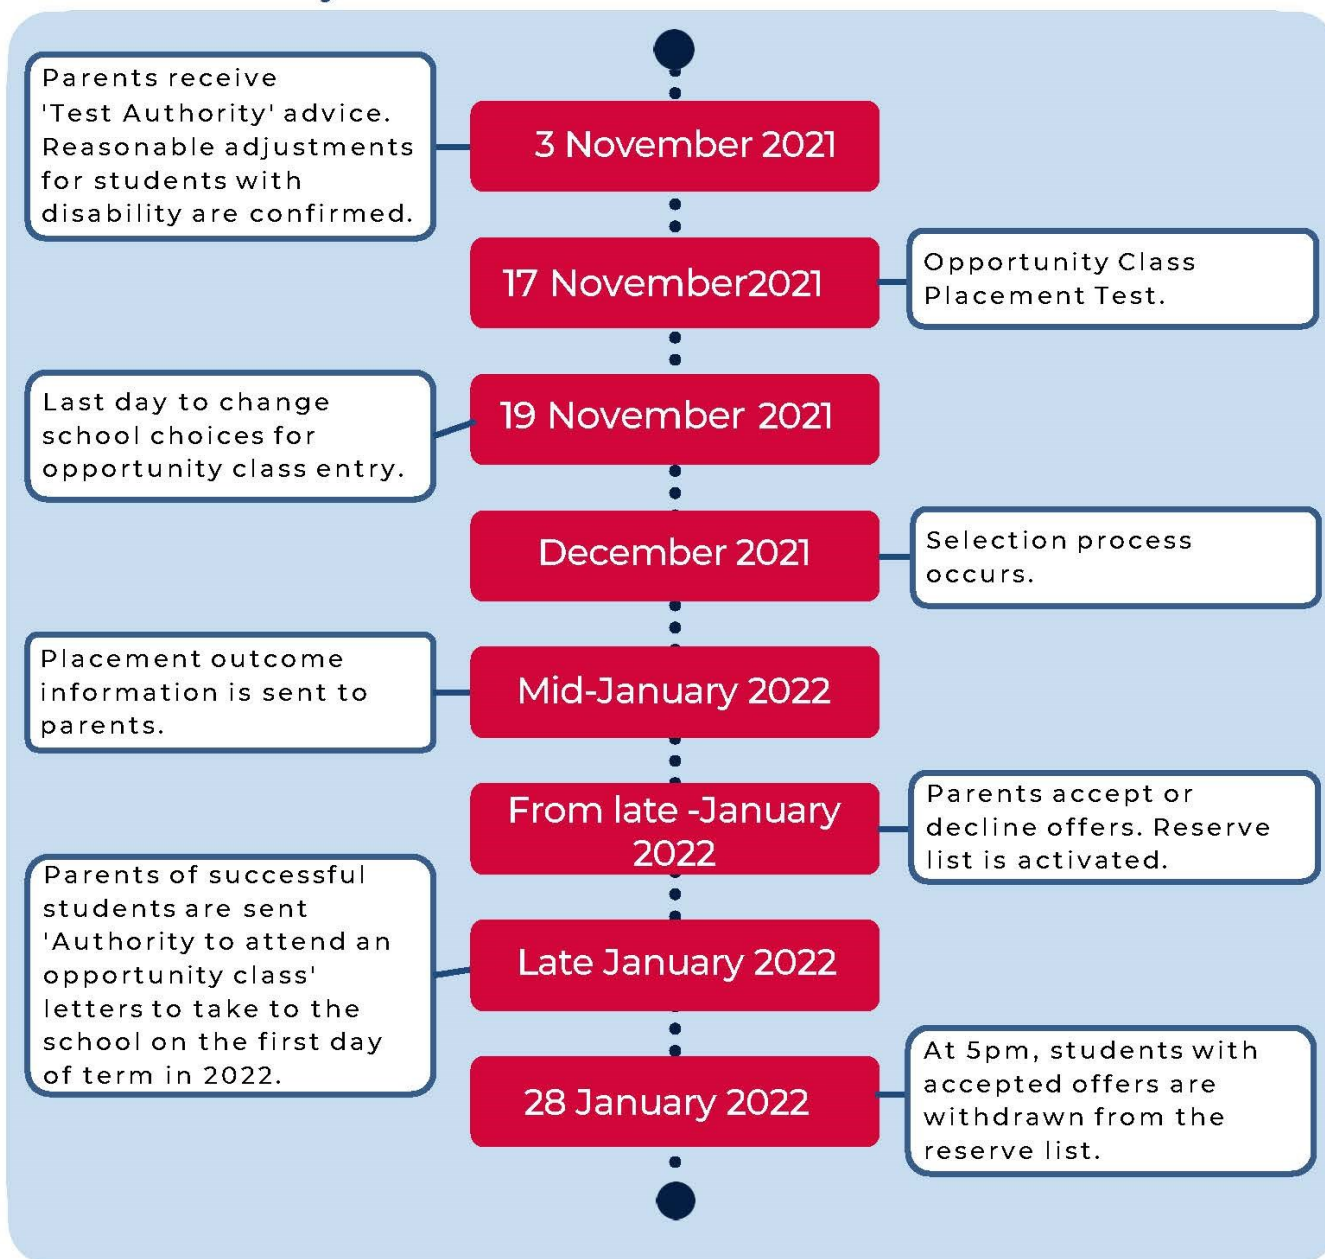 Parents receive
'Test Authority' advice.
Reasonable adjustments
for students with
disability are confirmed.
3 November 2021
17 November2021
Opportunity Class
Placement Test.
Last day to change
school choices for
opportunity class entry.
19 November 2021
December 2021
Selection process
occurs.
Placement outcome
information is sent to
parents.
Mid-January 2022
From late -January
2022
Parents accept or
decline offers. Reserve
list is activated.
Parents of successful
students are sent
'Authority to attend an
opportunity class'
letters to take to the
school on the first day
of term in 2022.
Late January 2022
28 January 2022
At 5pm, students with
accepted offers are
withdrawn from the
reserve list.